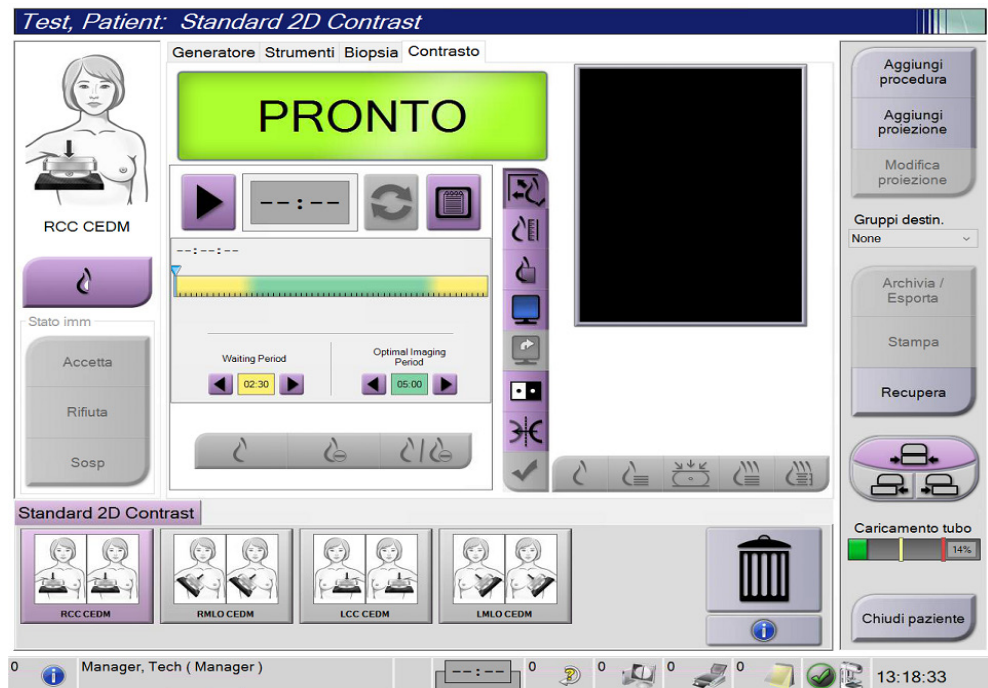 Test, Patient: Standard 2D Contrast
Generatore Strumenti Biopsia Contrasto
PRONTO
--:--
--:--:--
Waiting Period
02:30
Optimal Imaging
Period
05:00
RCC CEDM
Stato imm
Accetta
Rifiuta
Sosp
Aggiungi
procedura
Aggiungi
proiezione
Modifica
proiezione
Gruppi destin.
None
Archivia /
Esporta
Stampa
Recupera
Caricamento tubo
14%
Chiudi paziente
Standard 2D Contrast
RCC CEDM
RMLO CEDM
LCC CEDM
LMLO CEDM
0 Manager, Tech ( Manager ) --:-- 0 0 0 0 13:18:33